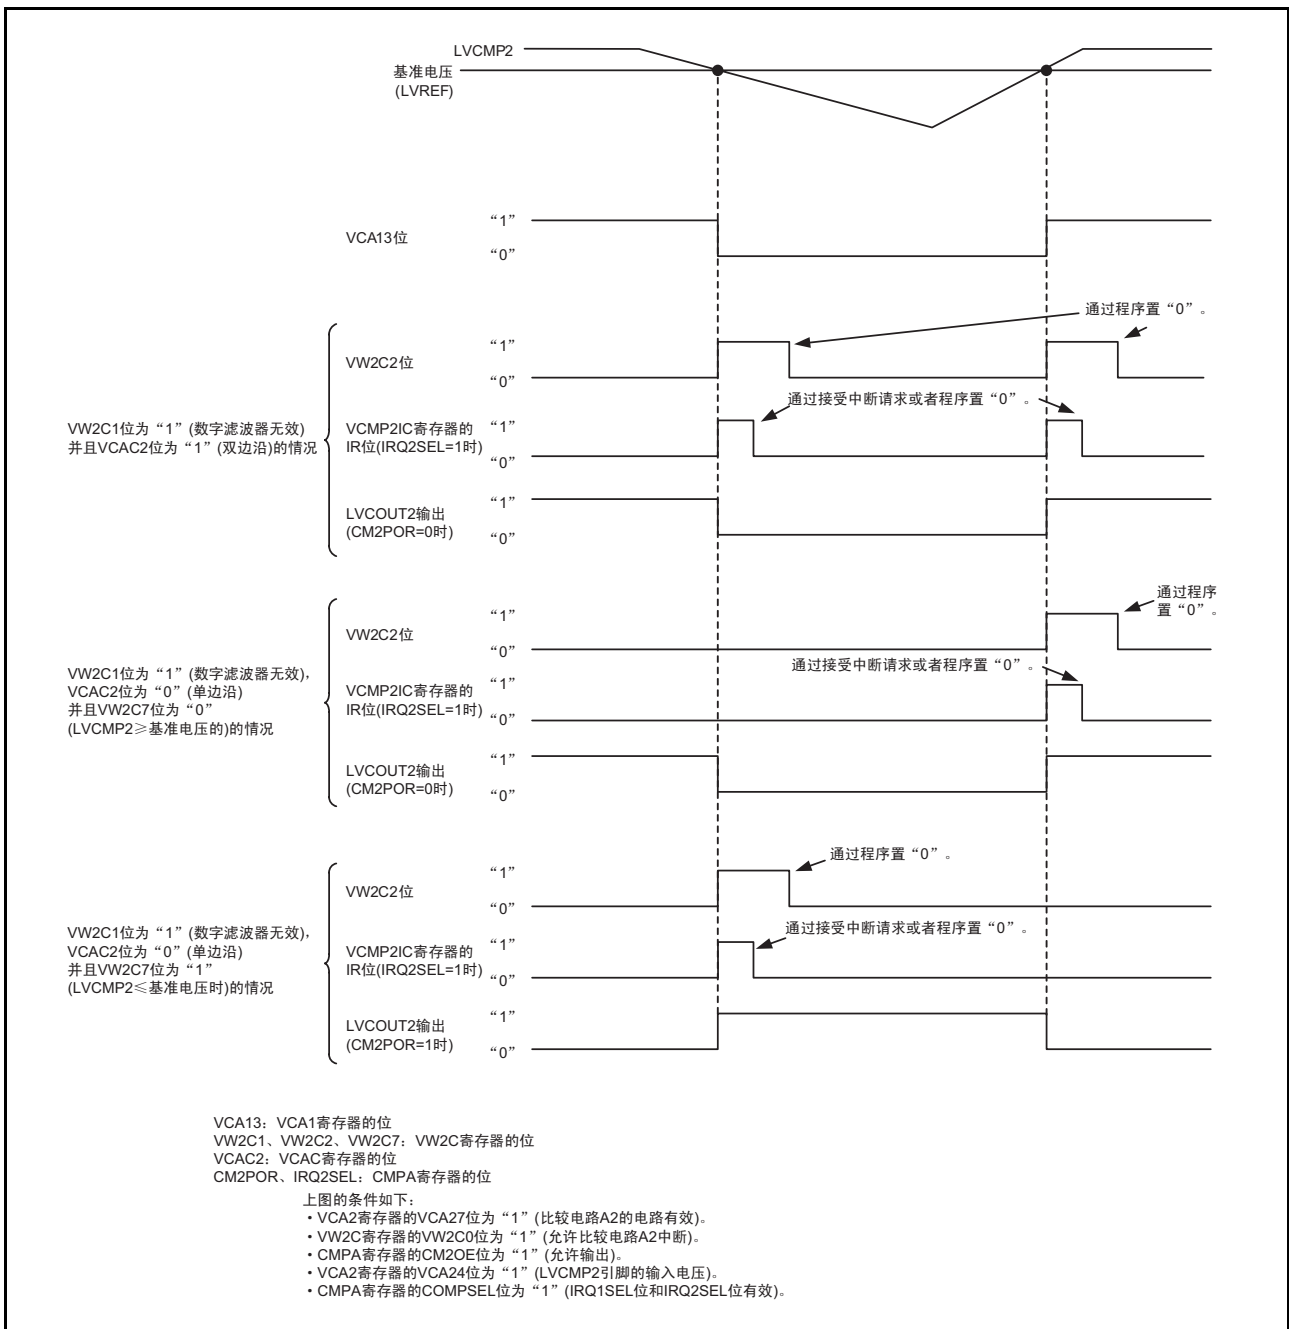 LVCMP2
基准电压
(LVREF)
“1”
VCA13位
“0”
通过程序置“0”。
“1”
VW2C2位
“0”
通过接受中断请求或者程序置“0”。
VW2C1位为“1”(数字滤波器无效)
并且VCAC2位为“1”(双边沿)的情况
VCMP2IC寄存器的
IR位(IRQ2SEL=1时)
“1”
“0”
“1”
LVCOUT2输出
(CM2POR=0时)
“0”
通过程序
置“0”。
“1”
VW2C2位
“0”
通过接受中断请求或者程序置“0”。
VW2C1位为“1”(数字滤波器无效),
VCAC2位为“0”(单边沿)
并且VW2C7位为“0”
(LVCMP2≥基准电压的)的情况
VCMP2IC寄存器的
IR位(IRQ2SEL=1时)
“1”
“0”
“1”
LVCOUT2输出
(CM2POR=0时)
“0”
通过程序置“0”。
“1”
VW2C2位
“0”
通过接受中断请求或者程序置“0”。
VW2C1位为“1”(数字滤波器无效),
VCAC2位为“0”(单边沿)
并且VW2C7位为“1”
(LVCMP2≤基准电压时)的情况
VCMP2IC寄存器的
IR位(IRQ2SEL=1时)
“1”
“0”
“1”
LVCOUT2输出
(CM2POR=1时)
“0”
VCA13：VCA1寄存器的位
VW2C1、VW2C2、VW2C7：VW2C寄存器的位
VCAC2：VCAC寄存器的位
CM2POR、IRQ2SEL：CMPA寄存器的位
上图的条件如下：
・VCA2寄存器的VCA27位为“1”(比较电路A2的电路有效)。
・VW2C寄存器的VW2C0位为“1”(允许比较电路A2中断)。
・CMPA寄存器的CM2OE位为“1”(允许输出)。
・VCA2寄存器的VCA24位为“1”(LVCMP2引脚的输入电压)。
・CMPA寄存器的COMPSEL位为“1”(IRQ1SEL位和IRQ2SEL位有效)。